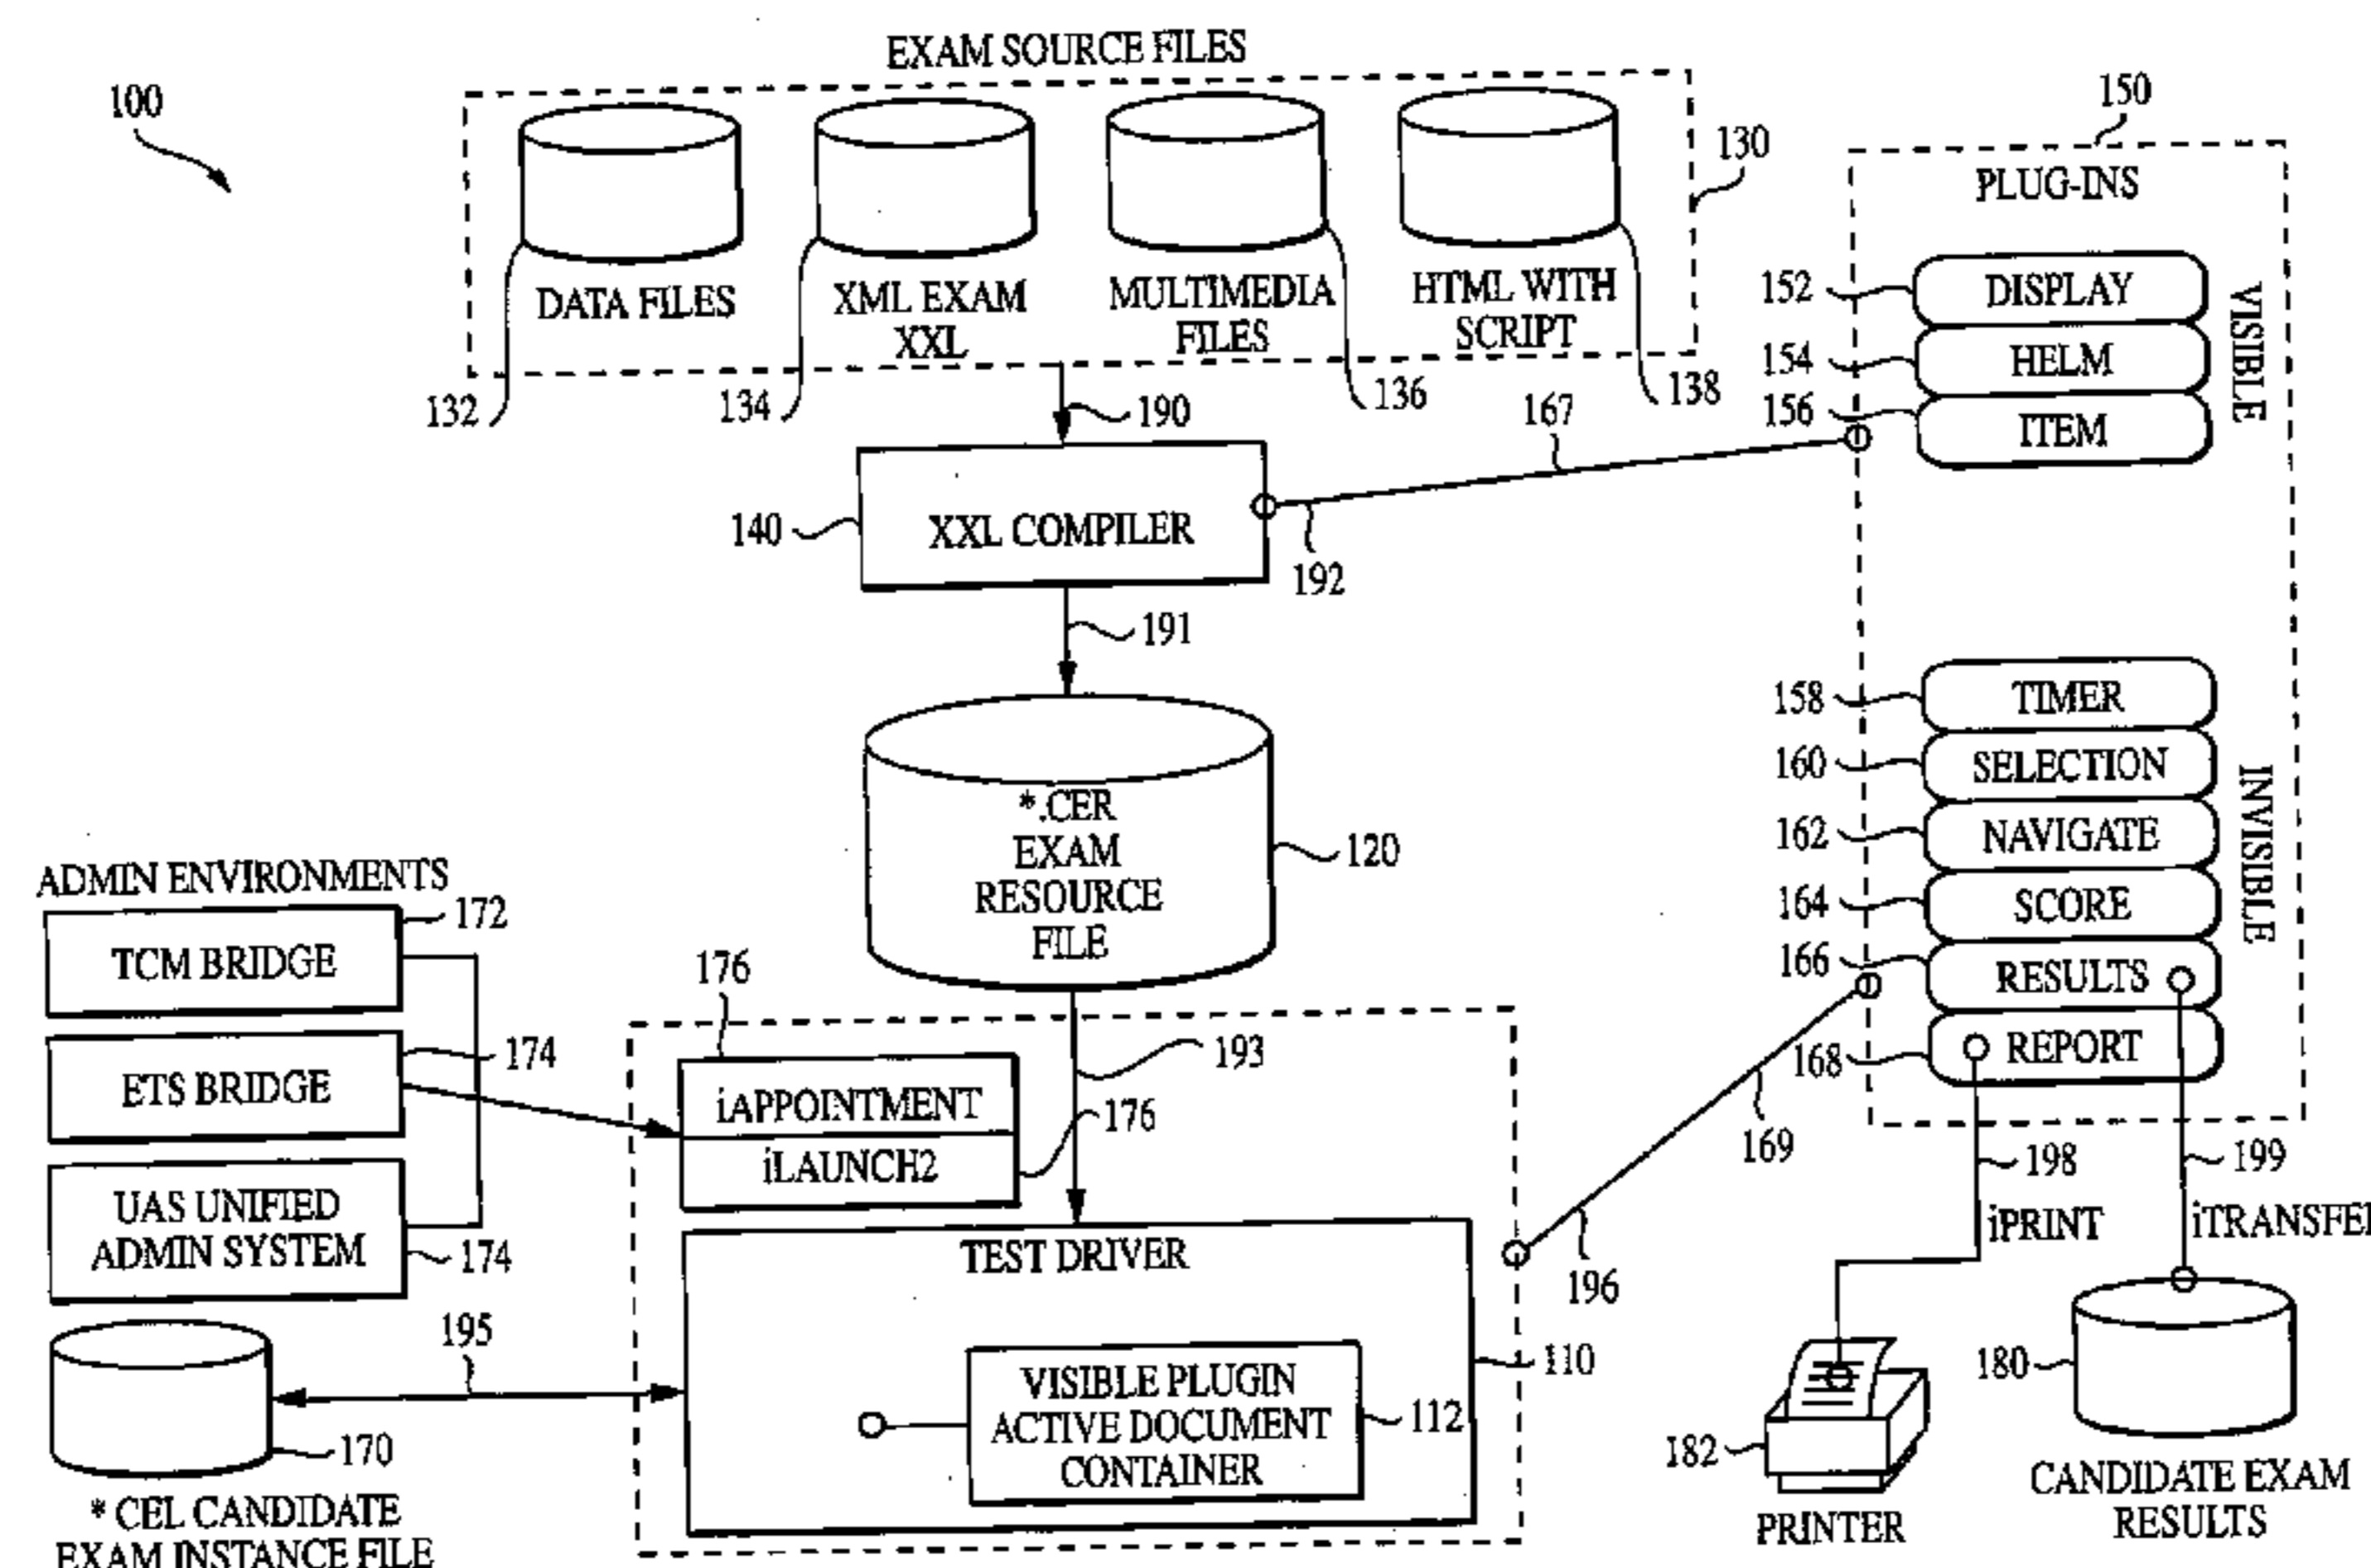 EXAM SOURCE FILES
100
130
150
PLUG-INS
DATA FILES
XML EXAM
XXL
MULTIMEDIA
FILES
HTML WITH
SCRIPT
132
134
136
138
190
167
152
DISPLAY
154
HELM
156
ITEM
VISIBLE
140
XXL COMPILER
192
191
158
TIMER
160
SELECTION
162
NAVIGATE
164
SCORE
166
RESULTS
168
REPORT
INVISIBLE
*.CER
EXAM
RESOURCE
FILE
120
ADMIN ENVIRONMENTS
TCM BRIDGE
172
ETS BRIDGE
174
UAS UNIFIED
ADMIN SYSTEM
174
176
iAPPOINTMENT
iLAUNCH2
176
193
169
196
198
iPRINT
199
iTRANSFER
TEST DRIVER
110
VISIBLE PLUGIN
ACTIVE DOCUMENT
CONTAINER
112
195
170
* CEL CANDIDATE
EXAM INSTANCE FILE
182
PRINTER
180
CANDIDATE EXAM
RESULTS